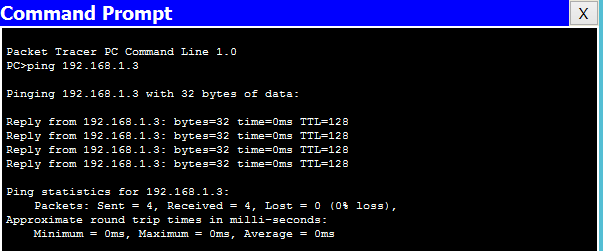 Command Prompt
X
Packet Tracer PC Command Line 1.0
PC>ping 192.168.1.3
Pinging 192.168.1.3 with 32 bytes of data:
Reply from 192.168.1.3: bytes=32 time=0ms TTL=128
Reply from 192.168.1.3: bytes=32 time=0ms TTL=128
Reply from 192.168.1.3: bytes=32 time=0ms TTL=128
Reply from 192.168.1.3: bytes=32 time=0ms TTL=128
Ping statistics for 192.168.1.3:
Packets: Sent = 4, Received = 4, Lost = 0 (0% loss),
Approximate round trip times in milli-seconds:
Minimum = 0ms, Maximum = 0ms, Average = 0ms